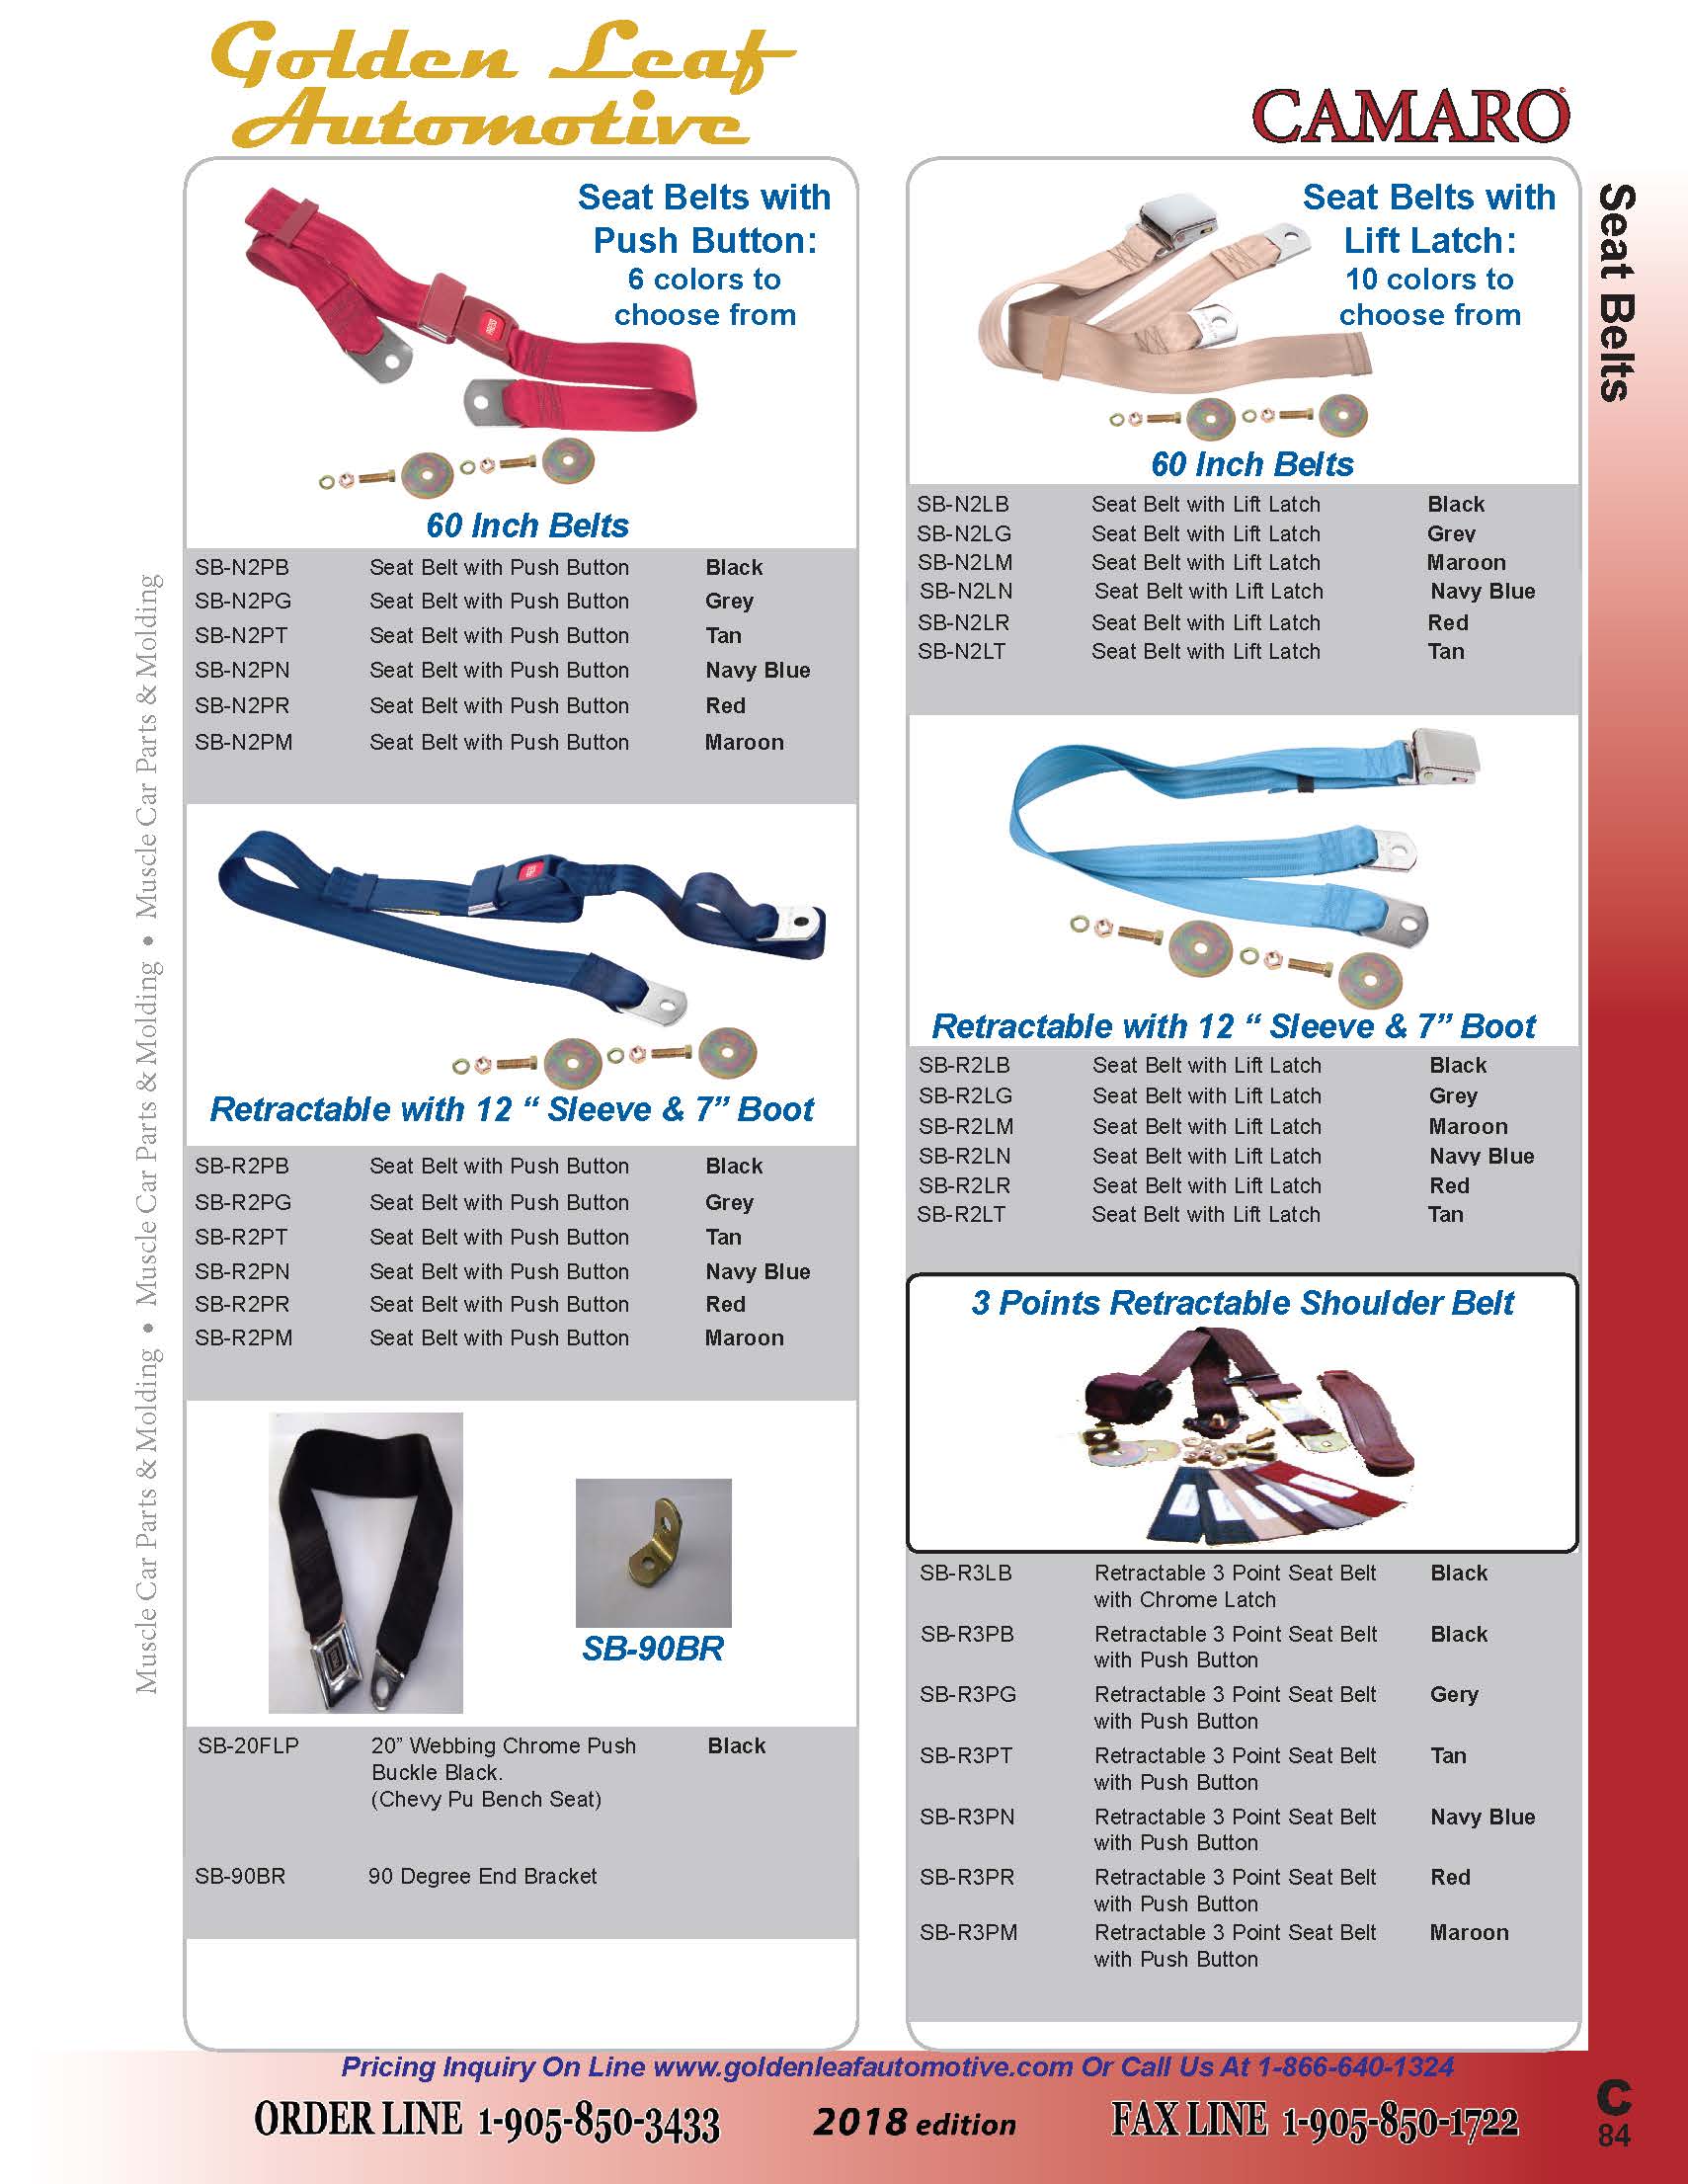 Golden Leaf
Automotive
CAMARO®
Seat Belts with
Push Button:
6 colors to
choose from
60 Inch Belts
SB-N2PB Seat Belt with Push Button Black
SB-N2PG Seat Belt with Push Button Grey
SB-N2PT Seat Belt with Push Button Tan
SB-N2PN Seat Belt with Push Button Navy Blue
SB-N2PR Seat Belt with Push Button Red
SB-N2PM Seat Belt with Push Button Maroon
Retractable with 12 “ Sleeve & 7” Boot
SB-R2PB Seat Belt with Push Button Black
SB-R2PG Seat Belt with Push Button Grey
SB-R2PT Seat Belt with Push Button Tan
SB-R2PN Seat Belt with Push Button Navy Blue
SB-R2PR Seat Belt with Push Button Red
SB-R2PM Seat Belt with Push Button Maroon
SB-90BR
SB-20FLP 20” Webbing Chrome Push Black
Buckle Black.
(Chevy Pu Bench Seat)
SB-90BR 90 Degree End Bracket
Seat Belts with
Lift Latch:
10 colors to
choose from
60 Inch Belts
SB-N2LB Seat Belt with Lift Latch Black
SB-N2LG Seat Belt with Lift Latch Grey
SB-N2LM Seat Belt with Lift Latch Maroon
SB-N2LN Seat Belt with Lift Latch Navy Blue
SB-N2LR Seat Belt with Lift Latch Red
SB-N2LT Seat Belt with Lift Latch Tan
Retractable with 12 “ Sleeve & 7” Boot
SB-R2LB Seat Belt with Lift Latch Black
SB-R2LG Seat Belt with Lift Latch Grey
SB-R2LM Seat Belt with Lift Latch Maroon
SB-R2LN Seat Belt with Lift Latch Navy Blue
SB-R2LR Seat Belt with Lift Latch Red
SB-R2LT Seat Belt with Lift Latch Tan
3 Points Retractable Shoulder Belt
SB-R3LB Retractable 3 Point Seat Belt Black
with Chrome Latch
SB-R3PB Retractable 3 Point Seat Belt Black
with Push Button
SB-R3PG Retractable 3 Point Seat Belt Gery
with Push Button
SB-R3PT Retractable 3 Point Seat Belt Tan
with Push Button
SB-R3PN Retractable 3 Point Seat Belt Navy Blue
with Push Button
SB-R3PR Retractable 3 Point Seat Belt Red
with Push Button
SB-R3PM Retractable 3 Point Seat Belt Maroon
with Push Button
Seat Belts
Muscle Car Parts & Molding • Muscle Car Parts & Molding • Muscle Car Parts & Molding
Pricing Inquiry On Line www.goldenleafautomotive.com Or Call Us At 1-866-640-1324
ORDER LINE 1-905-850-3433 2018 edition FAX LINE 1-905-850-1722
C
84